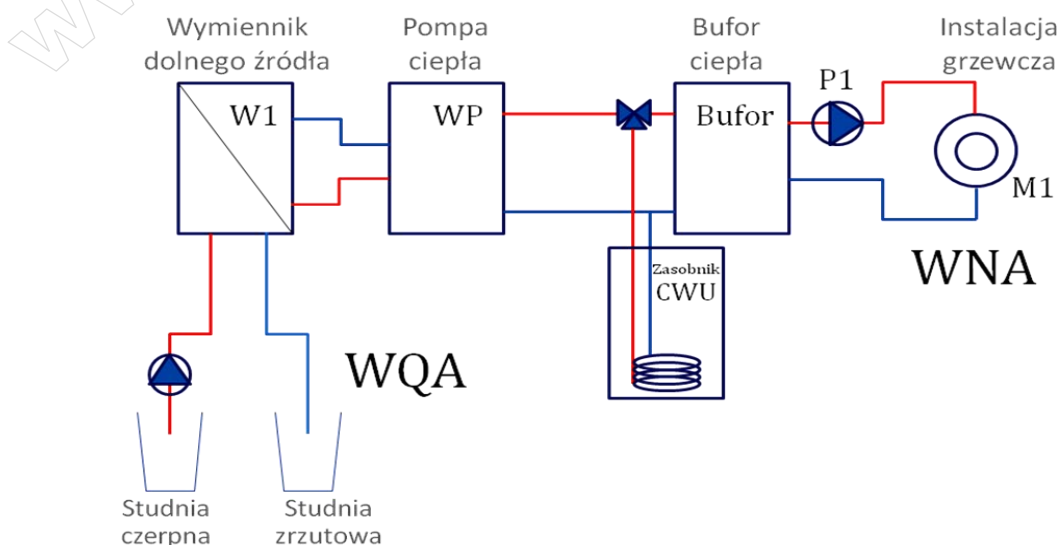 Wymiennik
dolnego źródła
Pompa
ciepła
Bufor
ciepła
Instalacja
grzewcza
P1
W1
WP
Bufor
M1
WNA
Zasobnik
CWU
WQA
Studnia
czerpna
Studnia
zrzutowa